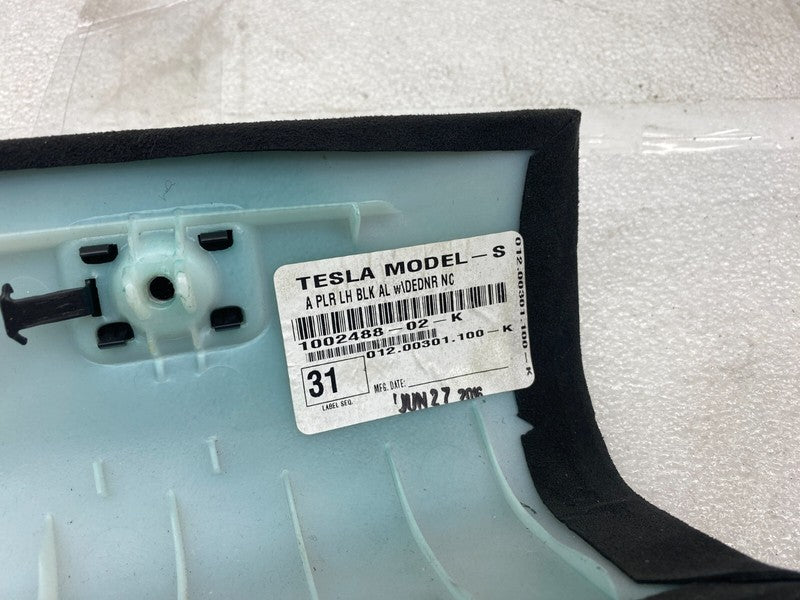 TESLA MODEL-S
A PLR LH BLK AL w\DEDNR NC
1002488-02-K
012.00301.100-K
31
LABEL SEQ.
MFG. DATE:
JUN 27
012.00301.100-K